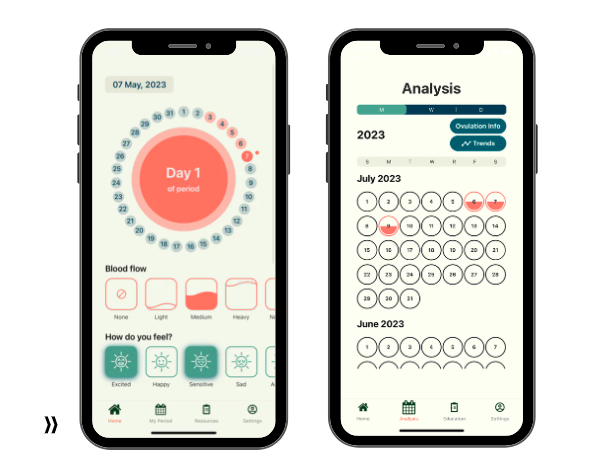 07 May, 2023
1 2 3 4 5 6 7 8 9 10 11 12 13 14 15 16 17 18 19 20 21 22 23 24 25 26 27 28 29 30 31
Day 1
of period
Blood flow
None Light Medium Heavy
How do you feel?
Excited Happy Sensitive Sad
Home My Period Resources Settings
Analysis
M W I D
2023
Ovulation Info
Trends
S M T W R F S
July 2023
1 2 3 4 5 6 7
8 9 10 11 12 13 14
15 16 17 18 19 20 21
22 23 24 25 26 27 28
29 30 31
June 2023
1 2 3 4 5 6 7
Home Analysis Education Settings